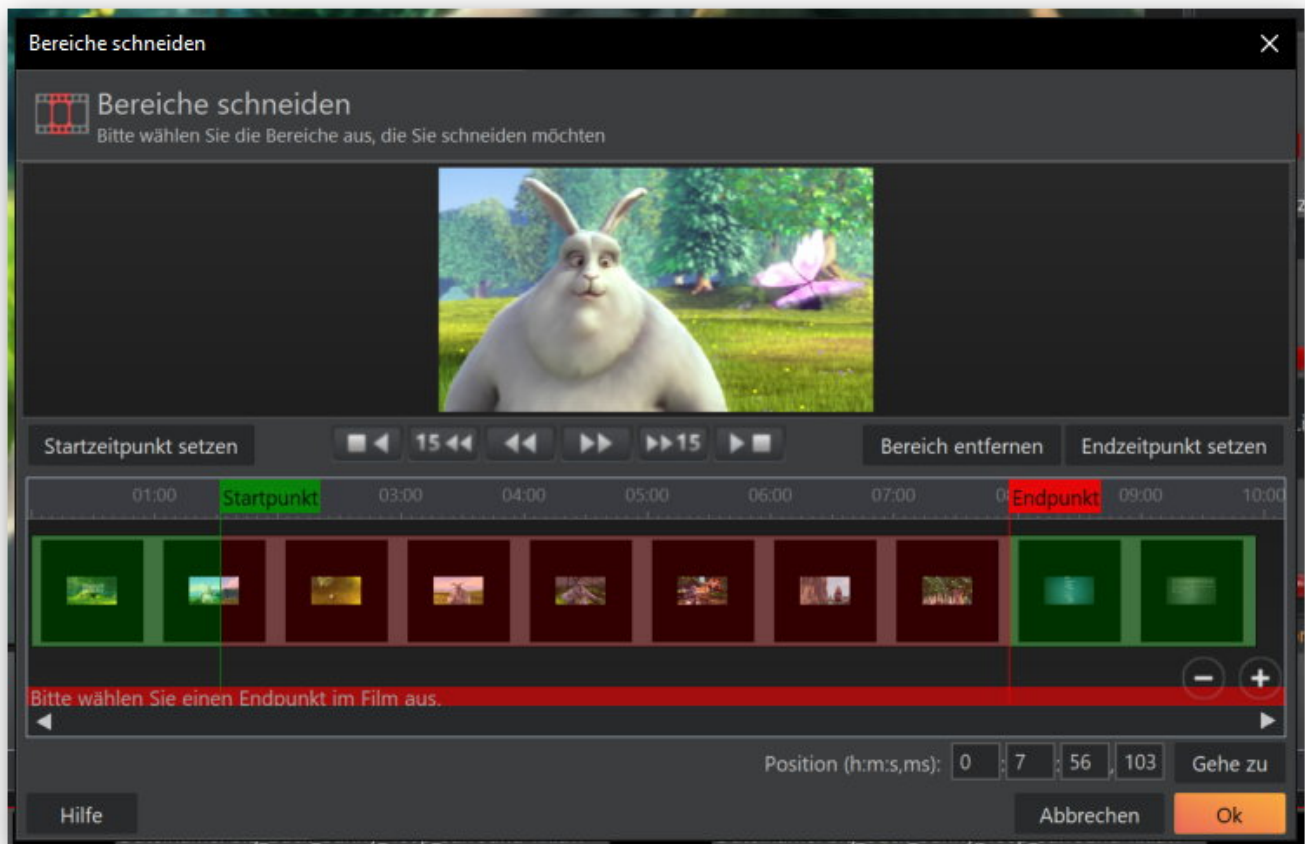 Bereiche schneiden
Bereiche schneiden
Bitte wählen Sie die Bereiche aus, die Sie schneiden möchten
Startzeitpunkt setzen 15 15 Bereich entfernen Endzeitpunkt setzen
01:00 Startpunkt 03:00 04:00 05:00 06:00 07:00 Endpunkt 09:00 10:00
Bitte wählen Sie einen Endpunkt im Film aus.
Position (h:m:s,ms): 0 : 7 : 56 , 103 Gehe zu
Hilfe Abbrechen Ok